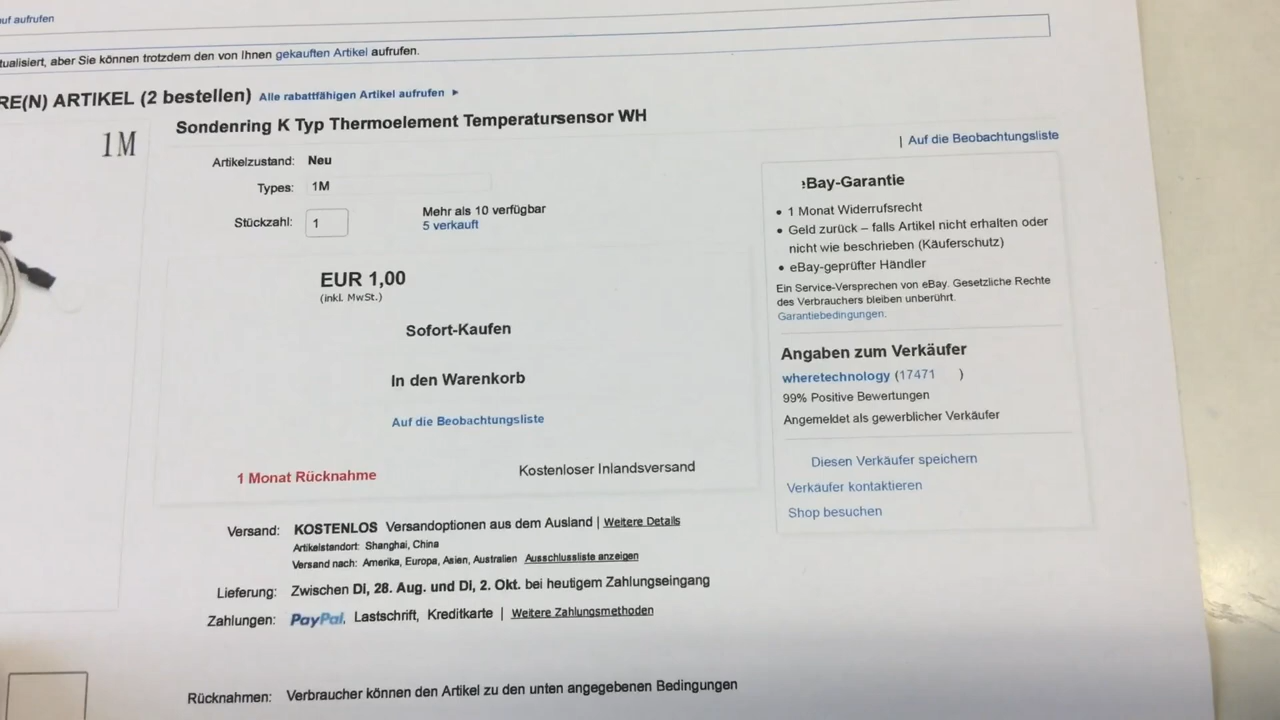 uf aufrufen
tualisiert, aber Sie können trotzdem den von Ihnen gekauften Artikel aufrufen.
RE(N) ARTIKEL (2 bestellen) Alle rabattfähigen Artikel aufrufen ►
1M
Sondenring K Typ Thermoelement Temperatursensor WH
| Auf die Beobachtungsliste
Artikelzustand: Neu
Types: 1M
Stückzahl: 1
Mehr als 10 verfügbar
5 verkauft
EUR 1,00
(inkl. MwSt.)
Sofort-Kaufen
In den Warenkorb
Auf die Beobachtungsliste
1 Monat Rücknahme
Kostenloser Inlandsversand
Versand: KOSTENLOS Versandoptionen aus dem Ausland | Weitere Details
Artikelstandort: Shanghai, China
Versand nach: Amerika, Europa, Asien, Australien Ausschlussliste anzeigen
Lieferung: Zwischen Di, 28. Aug. und Di, 2. Okt. bei heutigem Zahlungseingang
Zahlungen: PayPal, Lastschrift, Kreditkarte | Weitere Zahlungsmethoden
Rücknahmen: Verbraucher können den Artikel zu den unten angegebenen Bedingungen
eBay-Garantie
• 1 Monat Widerrufsrecht
• Geld zurück – falls Artikel nicht erhalten oder
nicht wie beschrieben (Käuferschutz)
• eBay-geprüfter Händler
Ein Service-Versprechen von eBay. Gesetzliche Rechte
des Verbrauchers bleiben unberührt.
Garantiebedingungen.
Angaben zum Verkäufer
wheretechnology (17471 )
99% Positive Bewertungen
Angemeldet als gewerblicher Verkäufer
Diesen Verkäufer speichern
Verkäufer kontaktieren
Shop besuchen